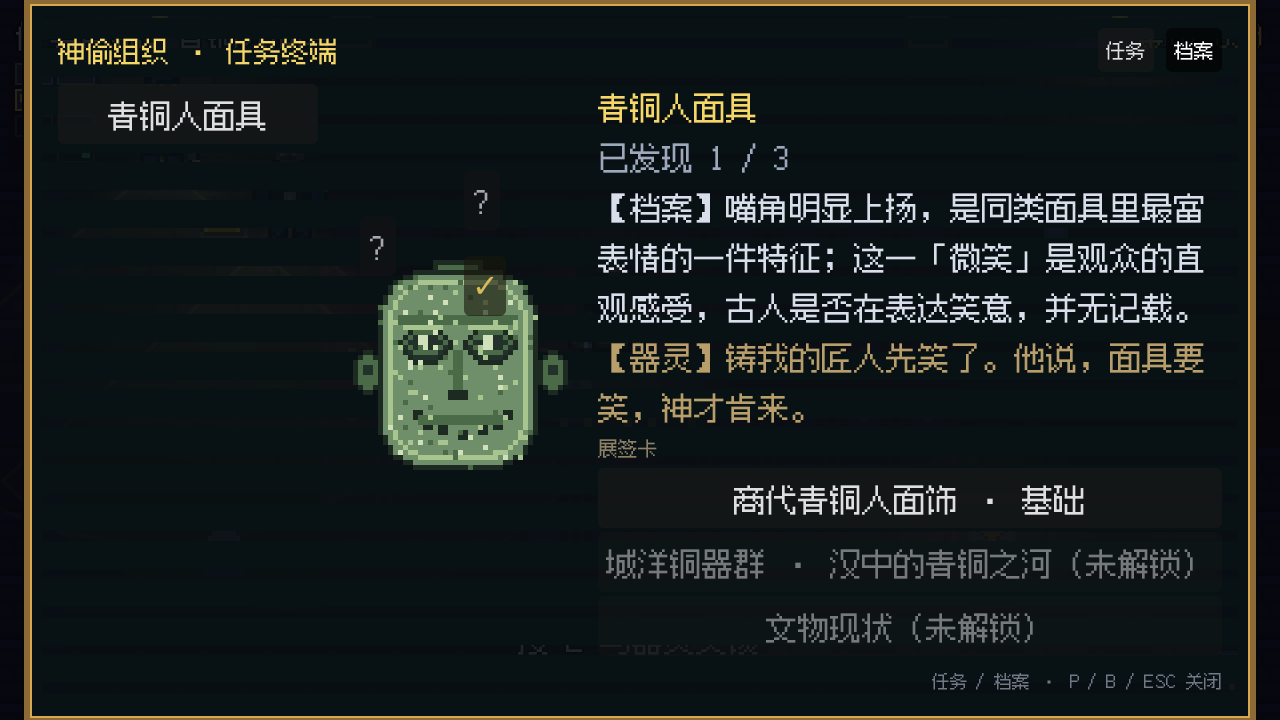 神偷组织 · 任务终端
任务
档案
青铜人面具
青铜人面具
已发现 1 / 3
【档案】嘴角明显上扬，是同类面具里最富
表情的一件特征；这一「微笑」是观众的直
观感受，古人是否在表达笑意，并无记载。
【器灵】铸我的匠人先笑了。他说，面具要
笑，神才肯来。
?
?
✓
展签卡
商代青铜人面饰 · 基础
城洋铜器群 · 汉中的青铜之河（未解锁）
文物现状（未解锁）
任务 / 档案 · P / B / ESC 关闭